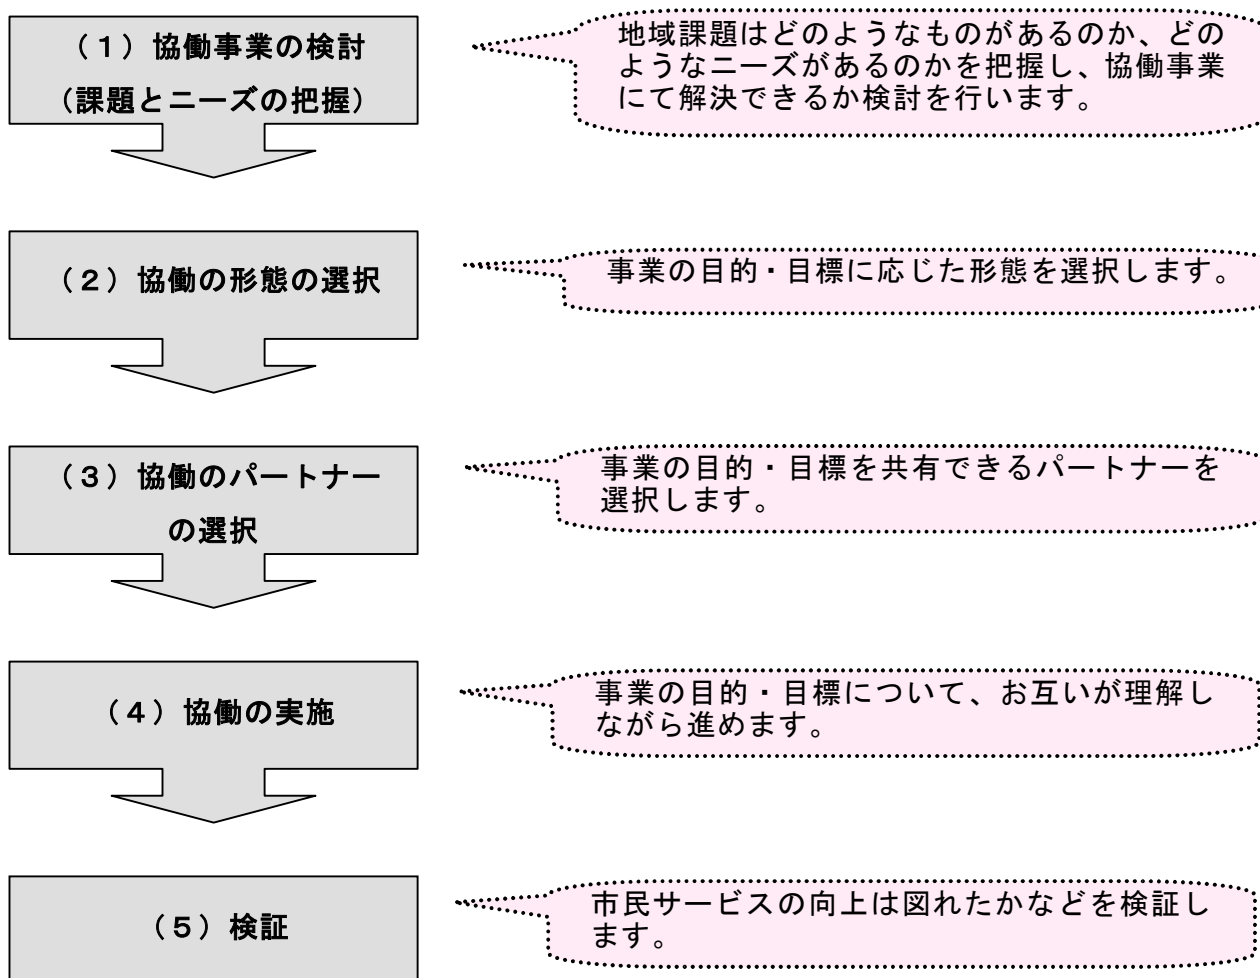 （１）協働事業の検討
（課題とニーズの把握）
地域課題はどのようなものがあるのか、どの
ようなニーズがあるのかを把握し、協働事業
にて解決できるか検討を行います。
（２）協働の形態の選択
事業の目的・目標に応じた形態を選択します。
（３）協働のパートナー
の選択
事業の目的・目標を共有できるパートナーを
選択します。
（４）協働の実施
事業の目的・目標について、お互いが理解し
ながら進めます。
（５）検証
市民サービスの向上は図れたかなどを検証し
ます。